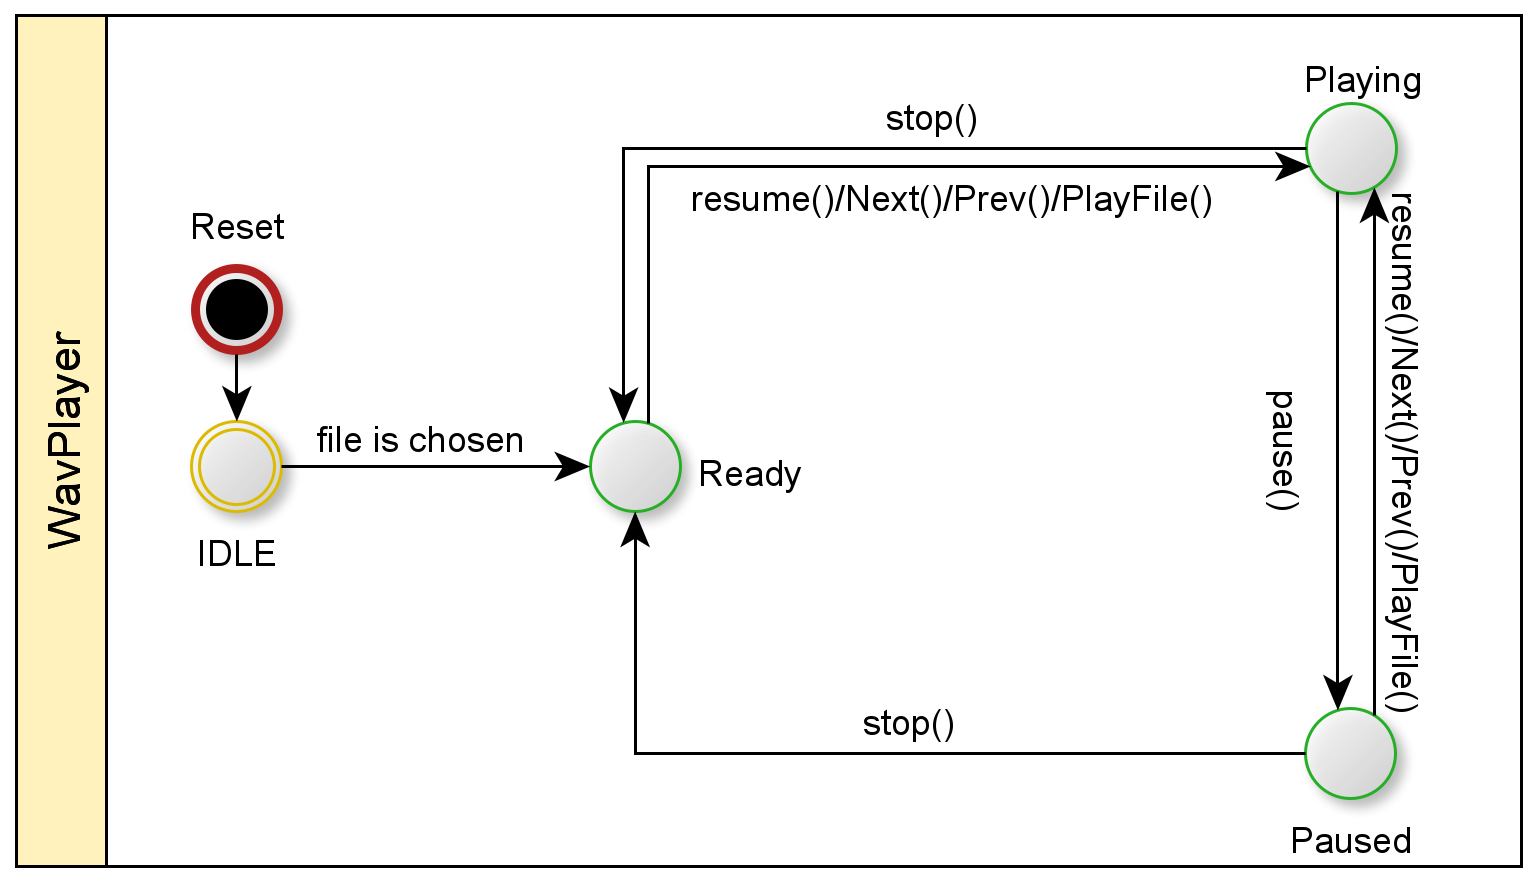 WavPlayer
Playing
stop()
resume()/Next()/Prev()/PlayFile()
Reset
resume()/Next()/Prev()/PlayFile()
pause()
file is chosen
Ready
IDLE
stop()
Paused